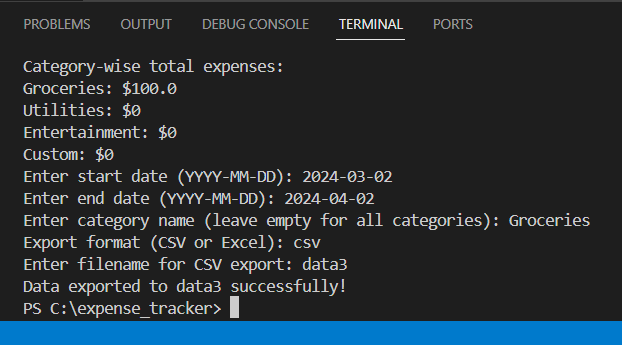 PROBLEMS OUTPUT DEBUG CONSOLE TERMINAL PORTS
Category-wise total expenses:
Groceries: $100.0
Utilities: $0
Entertainment: $0
Custom: $0
Enter start date (YYYY-MM-DD): 2024-03-02
Enter end date (YYYY-MM-DD): 2024-04-02
Enter category name (leave empty for all categories): Groceries
Export format (CSV or Excel): csv
Enter filename for CSV export: data3
Data exported to data3 successfully!
PS C:\expense_tracker>